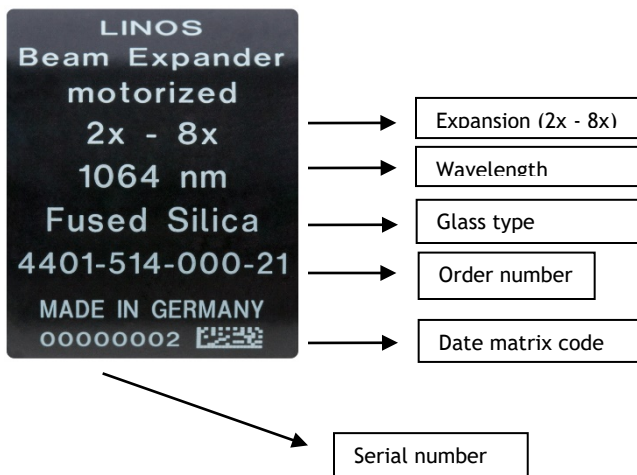 LINOS
Beam Expander
motorized
2x - 8x
1064 nm
Fused Silica
4401-514-000-21
MADE IN GERMANY
00000002
Expansion (2x - 8x)
Wavelength
Glass type
Order number
Date matrix code
Serial number